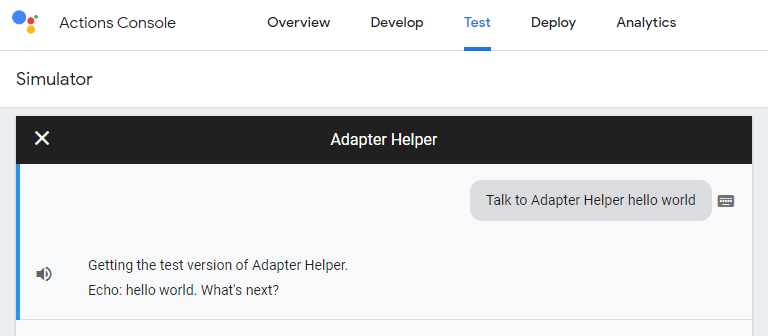 Actions Console Overview Develop Test Deploy Analytics
Simulator
Adapter Helper
Talk to Adapter Helper hello world
Getting the test version of Adapter Helper.
Echo: hello world. What's next?